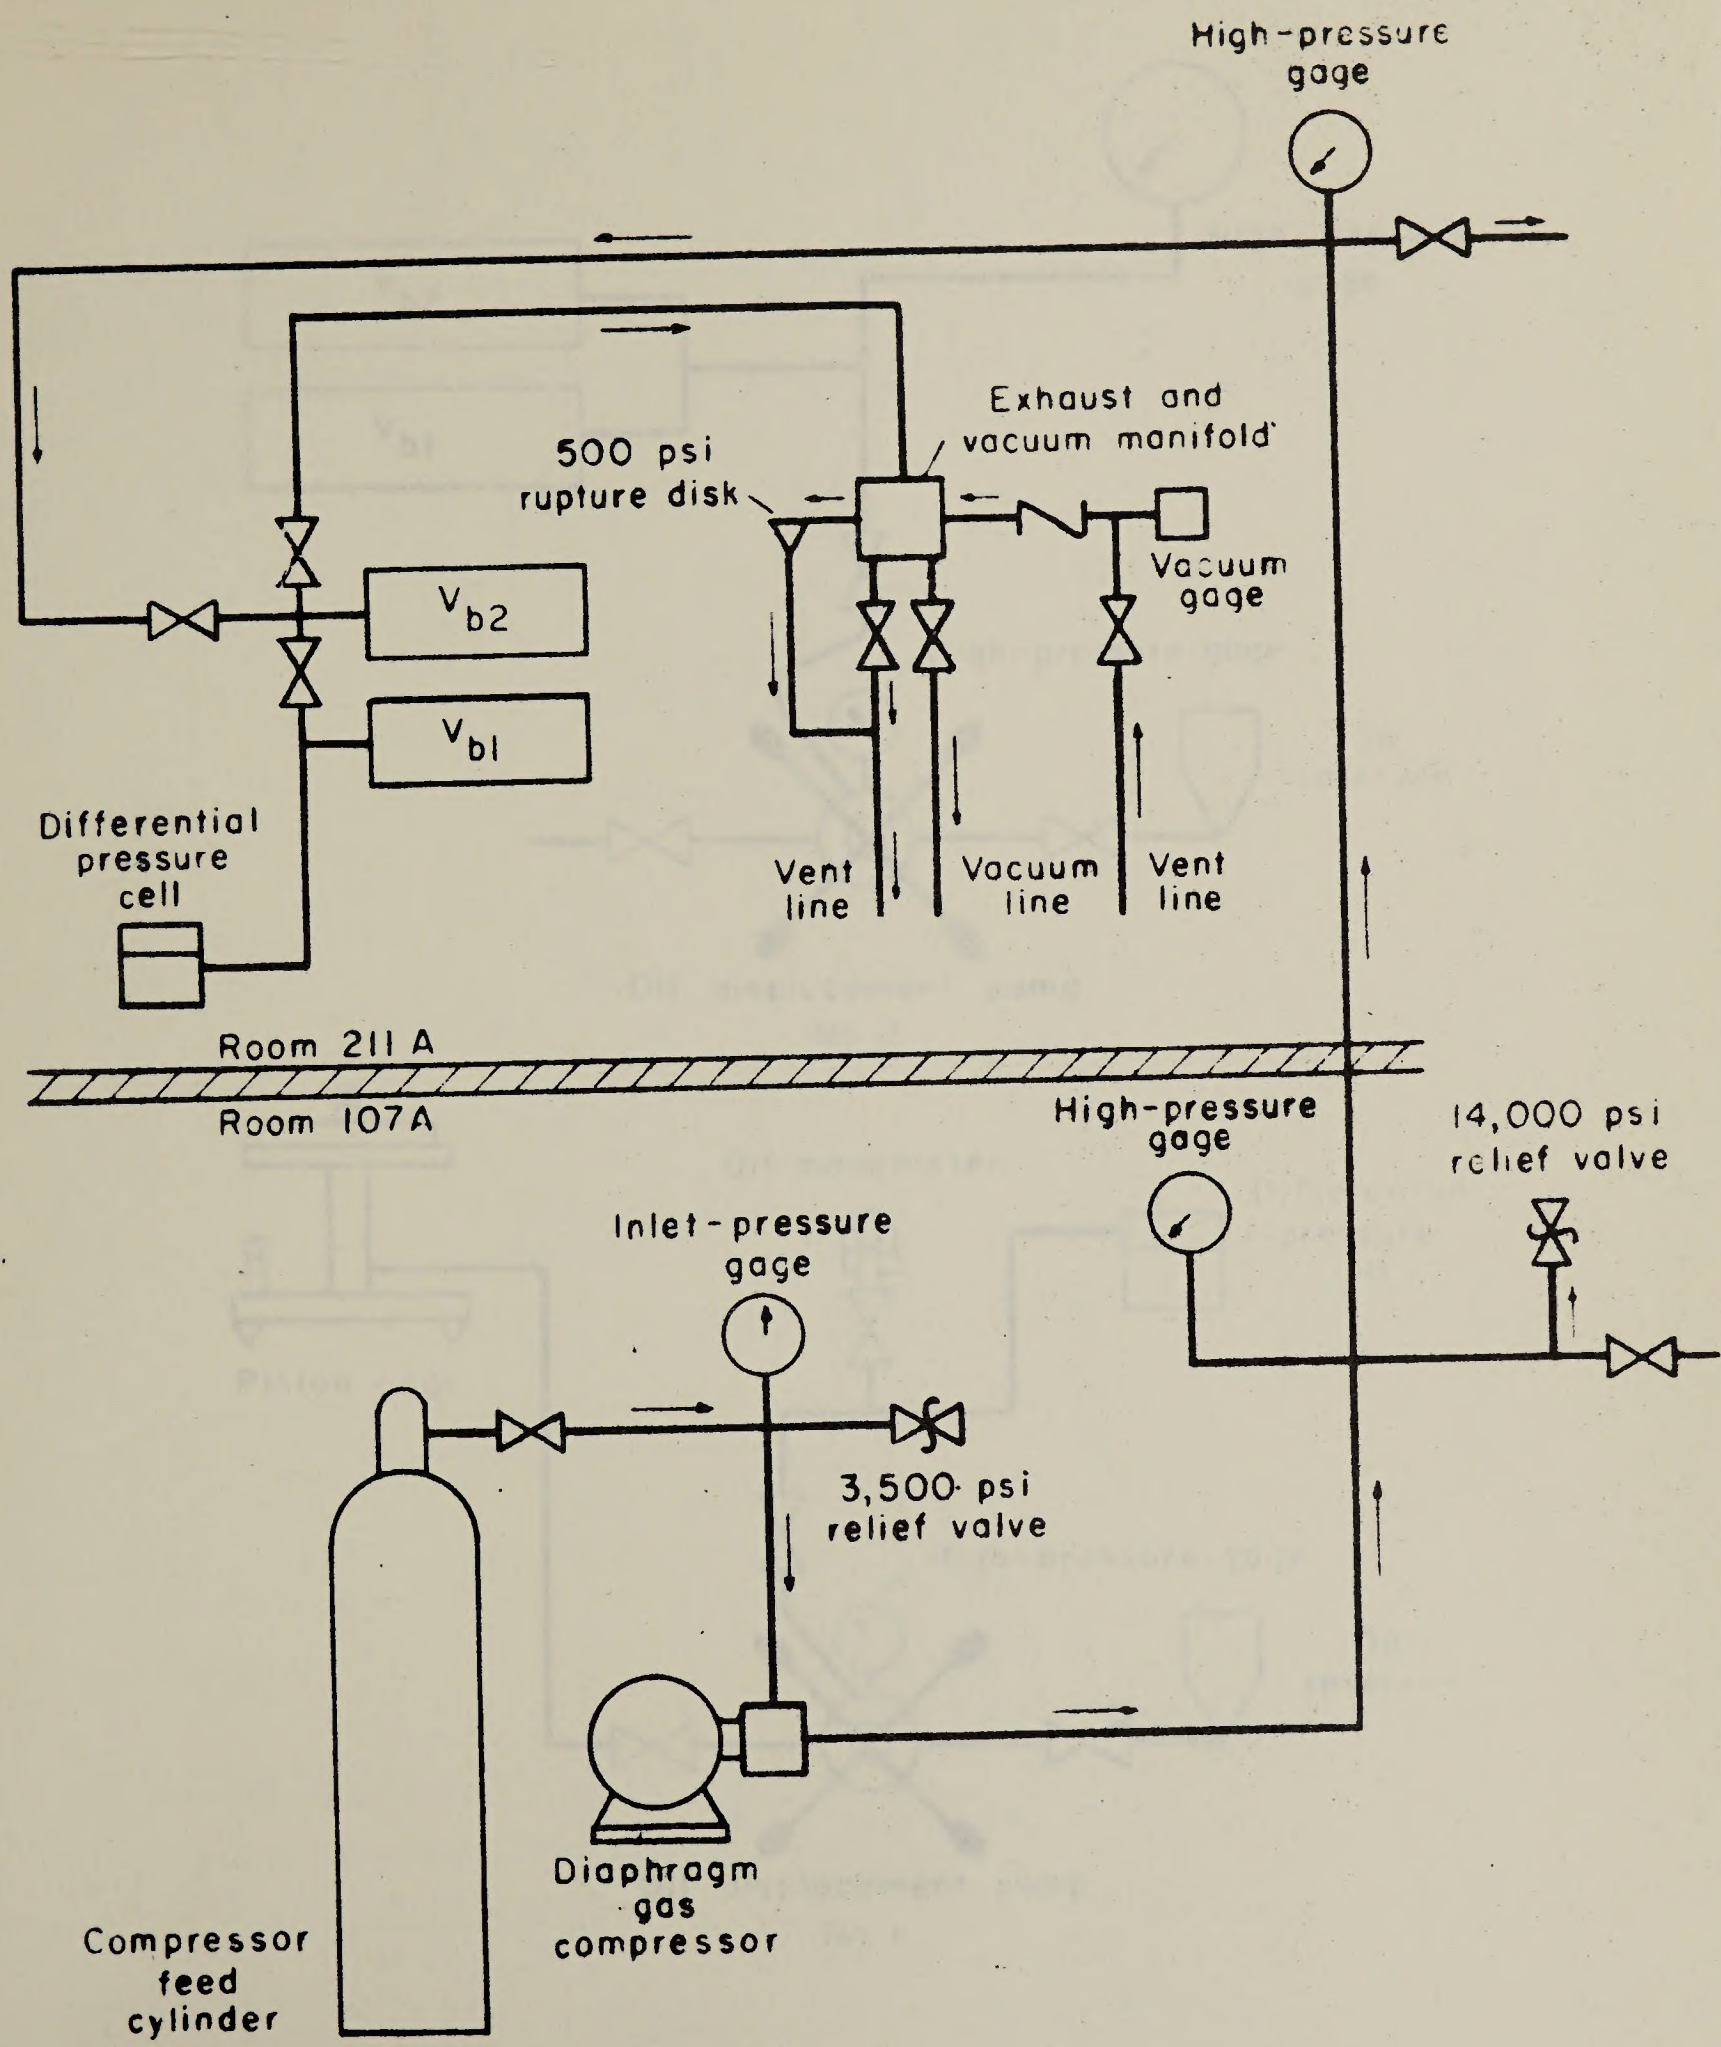 High-pressure
gage
Exhaust and
vacuum manifold
500 psi
rupture disk
Vacuum
gage
V b2
V b1
Differential
pressure
cell
Vent
line
Vacuum
line
Vent
line
Room 211 A
Room 107A
High-pressure
gage
14,000 psi
relief valve
Inlet-pressure
gage
3,500 psi
relief valve
Diaphragm
gas
compressor
Compressor
feed
cylinder